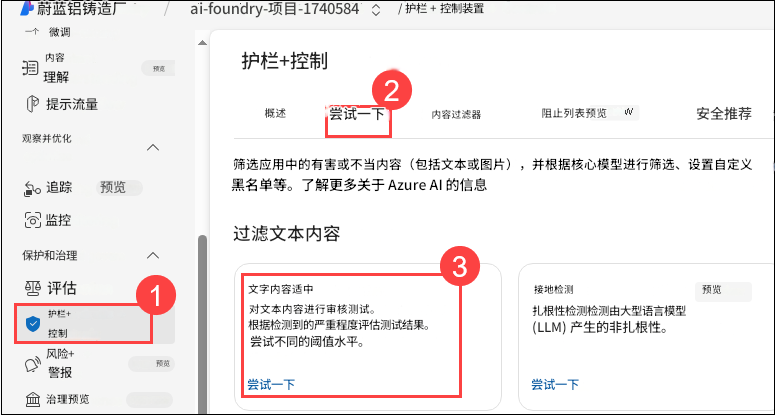 蔚蓝铝铸造厂 / ai-foundry-项目-1740584 / 护栏 + 控制装置
一个 微调
内容
理解 预览
提示流量
观察并优化
追踪 预览
监控
保护和治理
评估
护栏+
控制
1
风险+
警报 预览
治理预览
护栏+控制
2
概述 尝试一下 内容过滤器 阻止列表预览 安全推荐
筛选应用中的有害或不当内容（包括文本或图片），并根据核心模型进行筛选、设置自定义
黑名单等。了解更多关于 Azure AI 的信息
过滤文本内容
3
文字内容适中
对文本内容进行审核测试。
根据检测到的严重程度评估测试结果。
尝试不同的阈值水平。
尝试一下
接地检测 预览
扎根性检测检测由大型语言模型
(LLM) 产生的非扎根性。
尝试一下